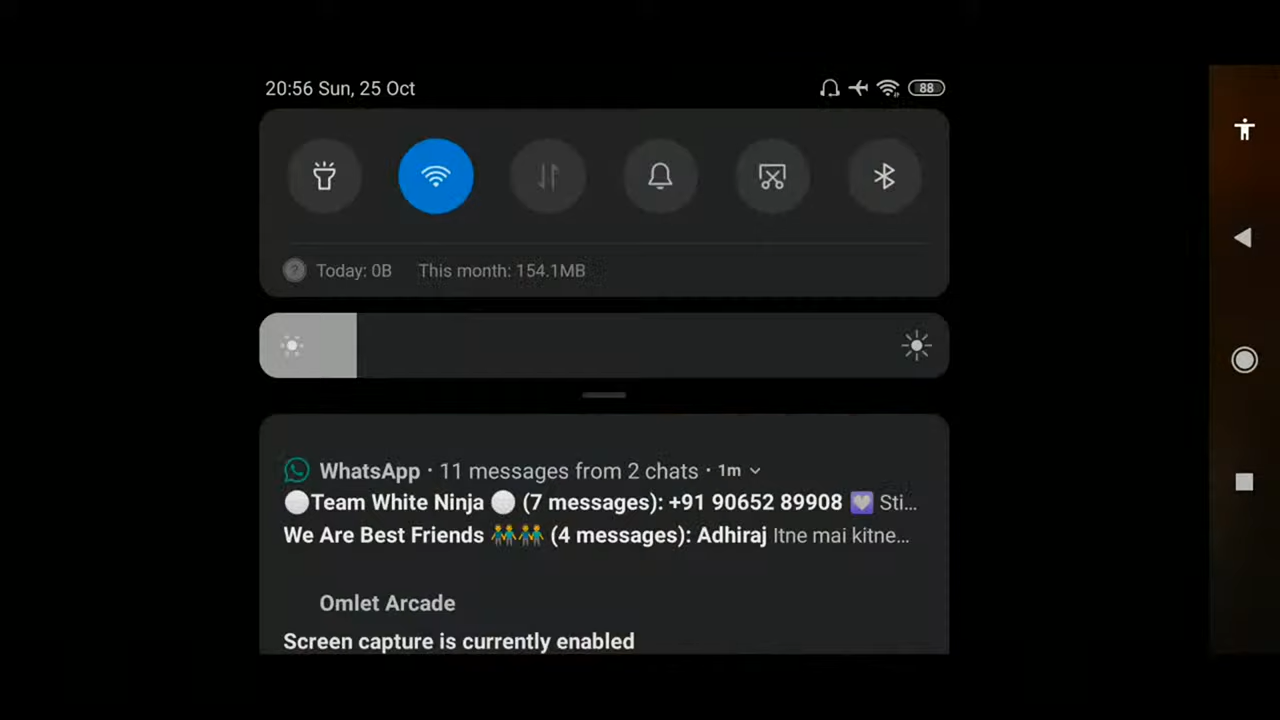 20:56 Sun, 25 Oct
88
Today: 0B This month: 154.1MB
WhatsApp · 11 messages from 2 chats · 1m
⚪Team White Ninja ⚪ (7 messages): +91 90652 89908 💟 Sti...
We Are Best Friends 👬👬 (4 messages): Adhiraj Itne mai kitne...
Omlet Arcade
Screen capture is currently enabled